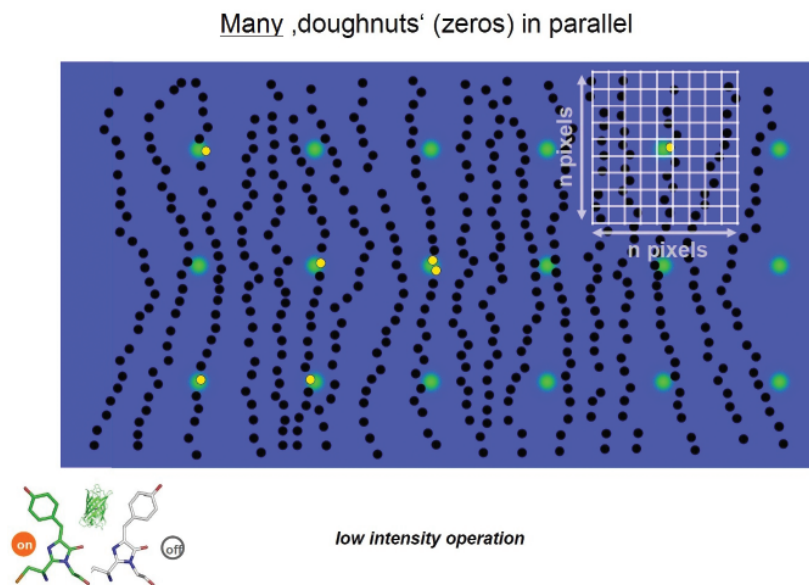 Many ‚doughnuts‘ (zeros) in parallel
n pixels
n pixels
on
off
low intensity operation